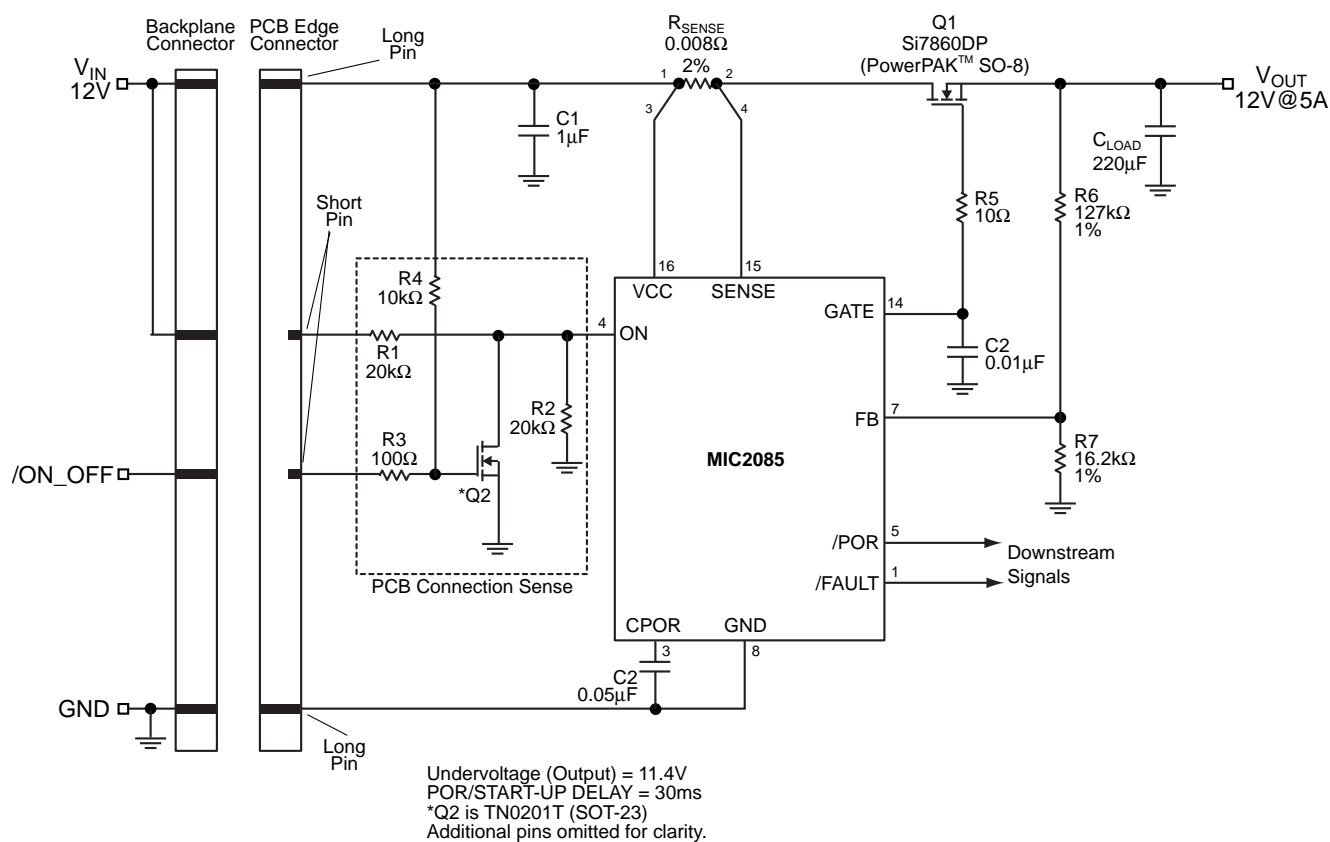 Backplane
Connector
PCB Edge
Connector
Long
Pin
RSENSE
0.008Ω
2%
Q1
Si7860DP
(PowerPAK™ SO-8)
VIN
12V
1
2
3
4
VOUT
12V@5A
C1
1µF
CLOAD
220µF
Short
Pin
R5
10Ω
R6
127kΩ
1%
R4
10kΩ
16
15
VCC
SENSE
14
GATE
4
ON
R1
20kΩ
C2
0.01µF
R2
20kΩ
7
FB
R3
100Ω
/ON_OFF
*Q2
MIC2085
R7
16.2kΩ
1%
5
/POR
Downstream
Signals
1
/FAULT
PCB Connection Sense
CPOR
GND
3
8
C2
0.05µF
GND
Long
Pin
Undervoltage (Output) = 11.4V
POR/START-UP DELAY = 30ms
*Q2 is TN0201T (SOT-23)
Additional pins omitted for clarity.